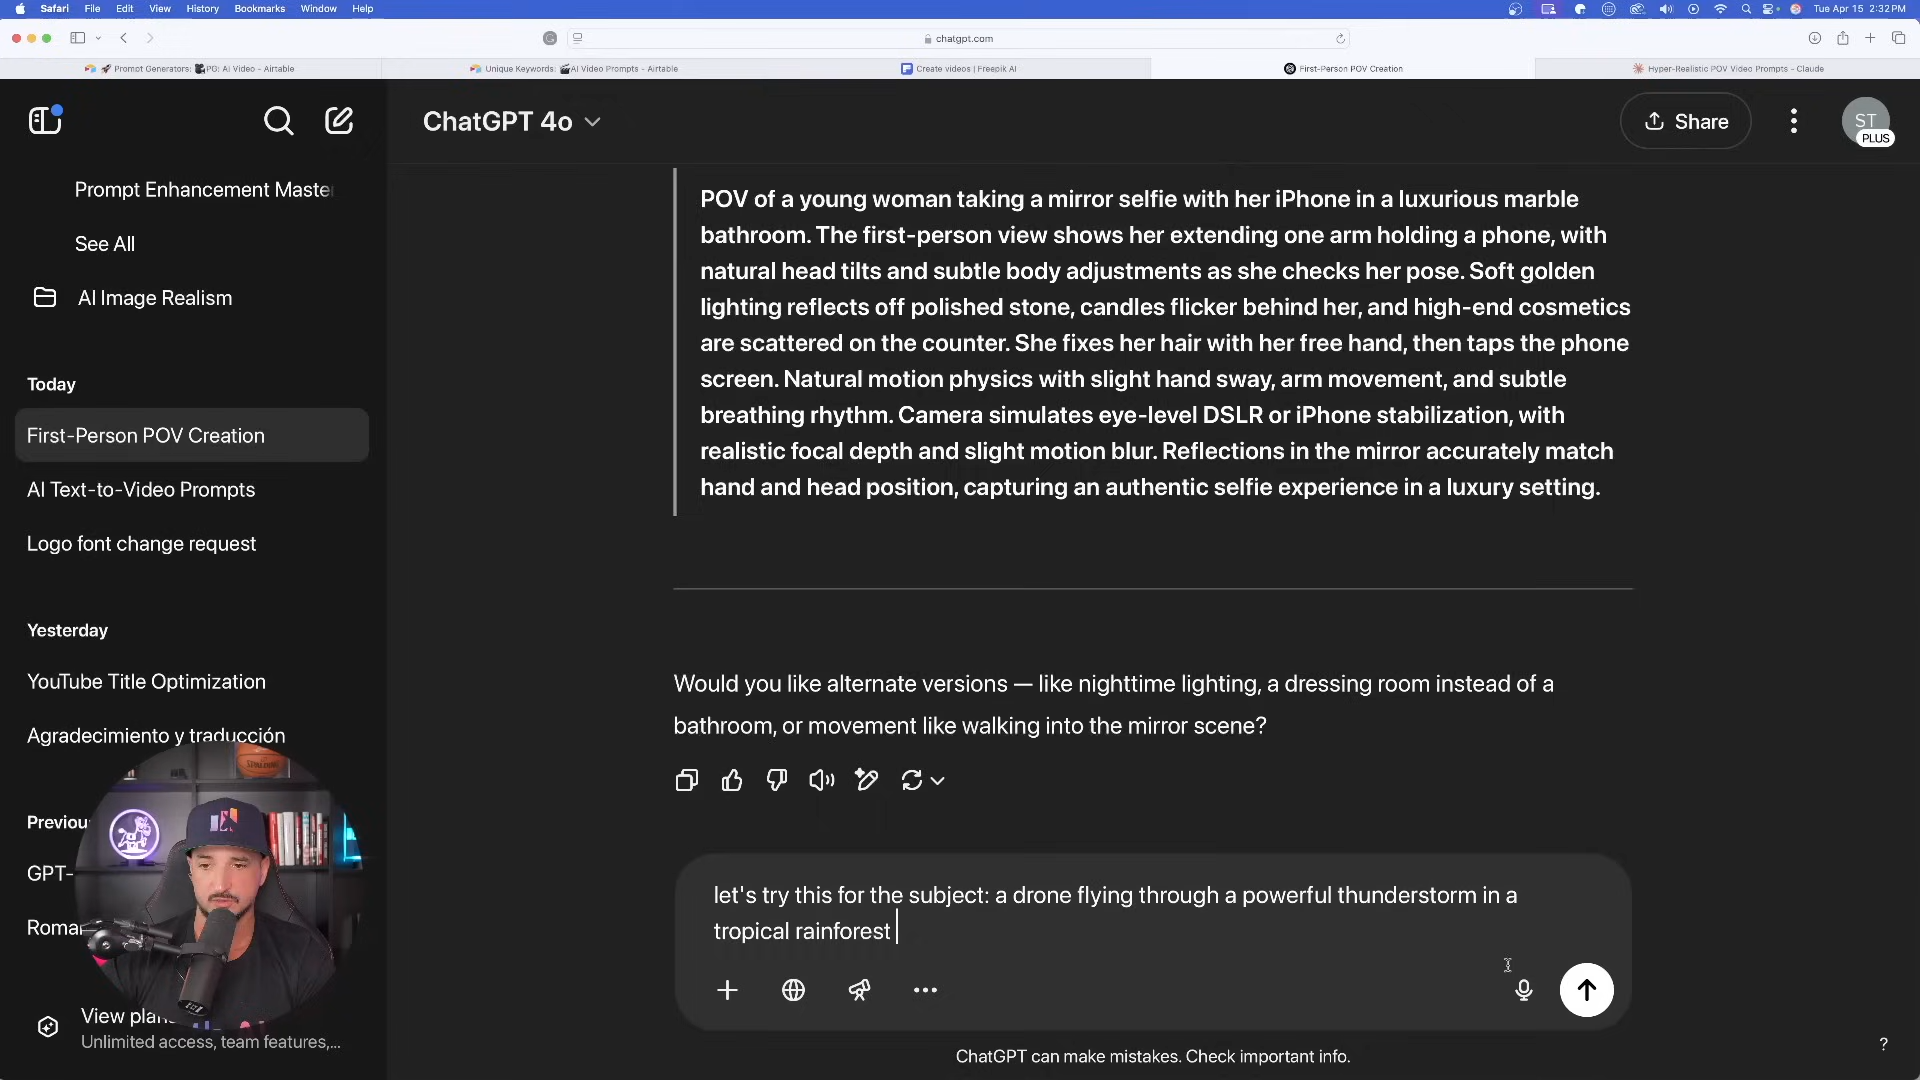 Safari File Edit View History Bookmarks Window Help Tue Apr 15 2:32 PM
chatgpt.com
Prompt Generators: PG: AI Video - Airtable
Unique Keywords: AI Video Prompts - Airtable
Create videos | Freepik AI
First-Person POV Creation
Hyper-Realistic POV Video Prompts - Claude
ChatGPT 4o
Share
ST
PLUS
Prompt Enhancement Maste
See All
AI Image Realism
Today
First-Person POV Creation
AI Text-to-Video Prompts
Logo font change request
Yesterday
YouTube Title Optimization
Agradecimiento y traducción
Previou
GPT-
Roma
View plan
Unlimited access, team features,...
POV of a young woman taking a mirror selfie with her iPhone in a luxurious marble
bathroom. The first-person view shows her extending one arm holding a phone, with
natural head tilts and subtle body adjustments as she checks her pose. Soft golden
lighting reflects off polished stone, candles flicker behind her, and high-end cosmetics
are scattered on the counter. She fixes her hair with her free hand, then taps the phone
screen. Natural motion physics with slight hand sway, arm movement, and subtle
breathing rhythm. Camera simulates eye-level DSLR or iPhone stabilization, with
realistic focal depth and slight motion blur. Reflections in the mirror accurately match
hand and head position, capturing an authentic selfie experience in a luxury setting.
Would you like alternate versions — like nighttime lighting, a dressing room instead of a
bathroom, or movement like walking into the mirror scene?
let's try this for the subject: a drone flying through a powerful thunderstorm in a
tropical rainforest
ChatGPT can make mistakes. Check important info.
?
SPALDING